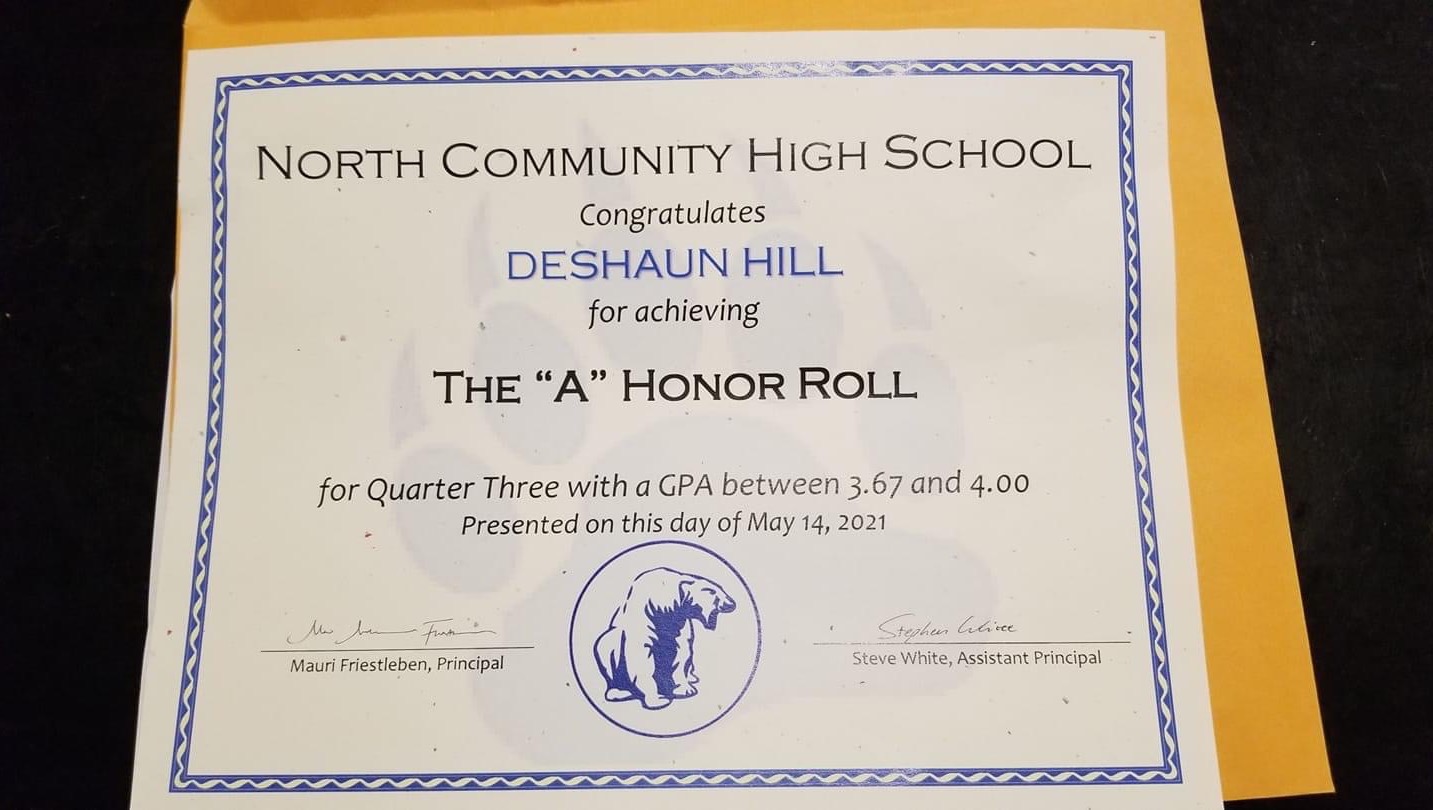 NORTH COMMUNITY HIGH SCHOOL
Congratulates
DESHAUN HILL
for achieving
THE “A” HONOR ROLL
for Quarter Three with a GPA between 3.67 and 4.00
Presented on this day of May 14, 2021
Mauri Friestleben, Principal
Steve White, Assistant Principal